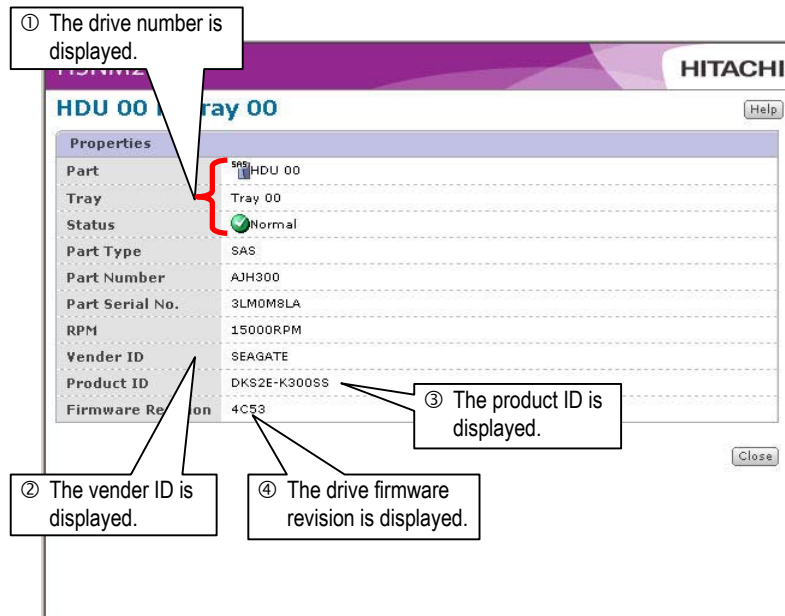 ① The drive number is
displayed.
HSNM2
HITACHI
HDU 00 ray 00
Help
Properties
Part SAS HDU 00
Tray Tray 00
Status Normal
Part Type SAS
Part Number AJH300
Part Serial No. 3LM0M8LA
RPM 15000RPM
Vender ID SEAGATE
Product ID DKS2E-K300SS
Firmware Re on 4C53
③ The product ID is
displayed.
Close
② The vender ID is
displayed.
④ The drive firmware
revision is displayed.